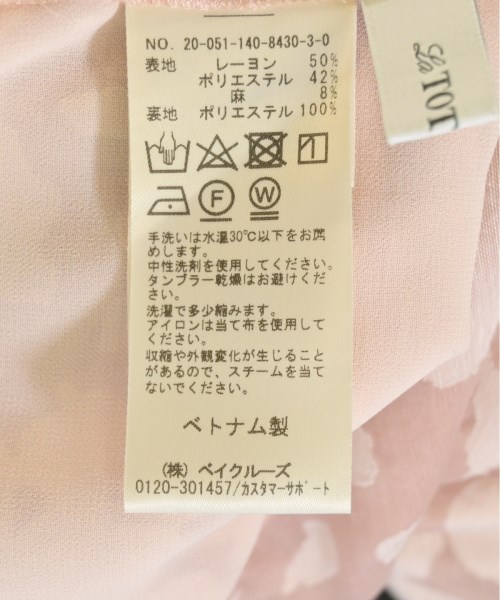 NO. 20-051-140-8430-3-0
表地 レーヨン 50%
ポリエステル 42%
麻 8%
裏地 ポリエステル 100%
F W
手洗いは水温30℃以下をお薦
めします。
中性洗剤を使用してください。
タンブラー乾燥はお避けくださ
い。
洗濯で多少縮みます。
アイロンは当て布を使用して
ください。
収縮や外観変化が生じること
があるので、スチームを当て
ないでください。
ベトナム製
(株) ベイクルーズ
0120-301457/カスタマーサポート
La TOT